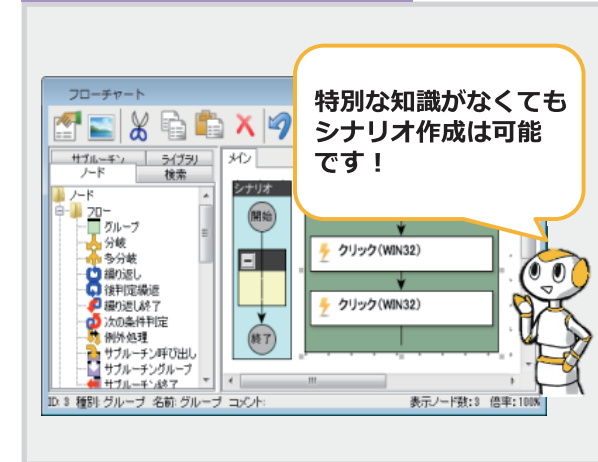 特別な知識がなくても
シナリオ作成は可能
です！
フローチャート
サブルーチン ライブラリ
ノード 検索
メイン
ノード
フロー
グループ
分岐
多分岐
繰り返し
後判定繰返
繰り返し終了
次の条件判定
例外処理
サブルーチン呼び出し
サブルーチングループ
サブルーチン終了
シナリオ
開始
終了
クリック(WIN32)
クリック(WIN32)
ID: 3 種別: グループ 名前: グループ コメント:
表示ノード数:3 倍率:100%